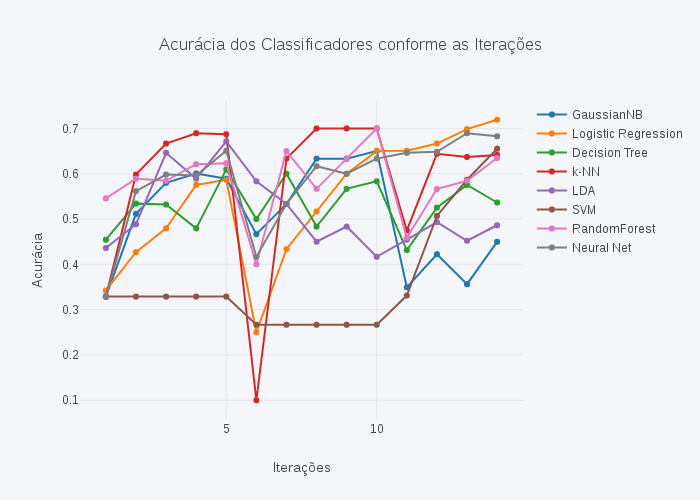 Acurácia dos Classificadores conforme as Iterações
GaussianNB
Logistic Regression
Decision Tree
k-NN
LDA
SVM
RandomForest
Neural Net
0.7
0.6
0.5
0.4
0.3
0.2
0.1
Acurácia
5
10
Iterações